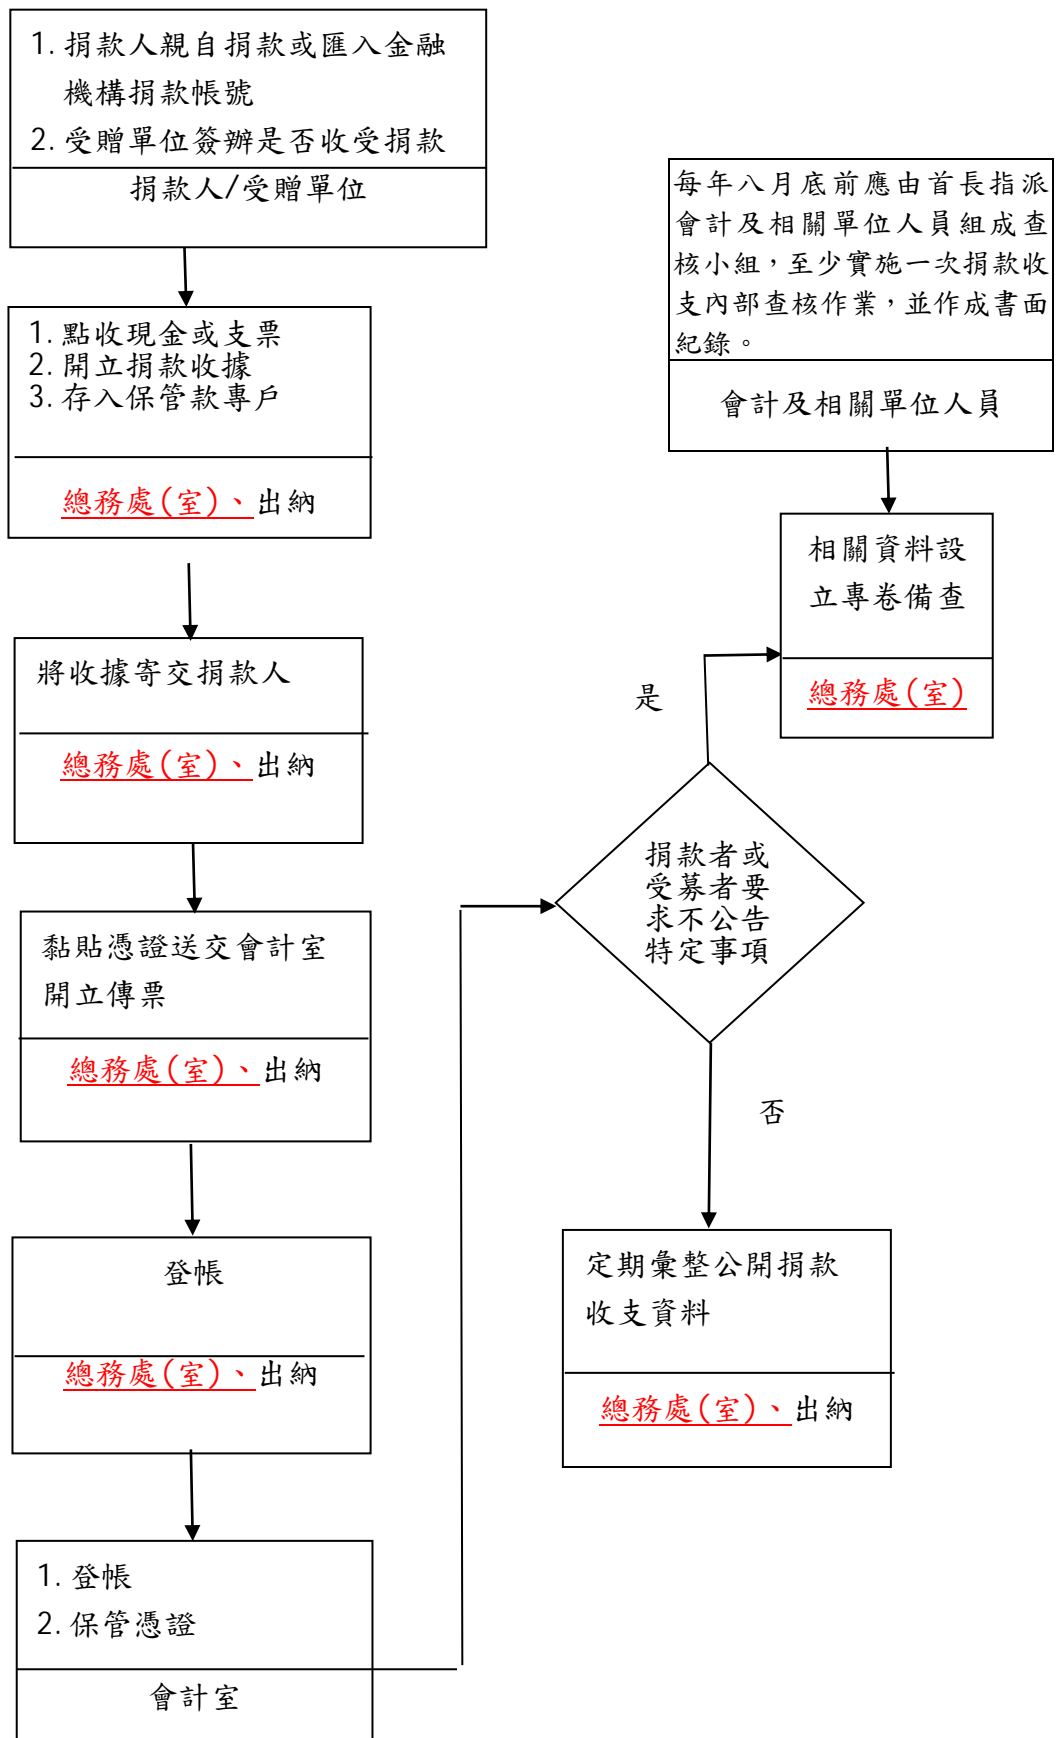 1. 捐款人親自捐款或匯入金融
機構捐款帳號
2. 受贈單位簽辦是否收受捐款
捐款人/受贈單位
1. 點收現金或支票
2. 開立捐款收據
3. 存入保管款專戶
總務處(室)、出納
將收據寄交捐款人
總務處(室)、出納
黏貼憑證送交會計室
開立傳票
總務處(室)、出納
登帳
總務處(室)、出納
1. 登帳
2. 保管憑證
會計室
每年八月底前應由首長指派
會計及相關單位人員組成查
核小組，至少實施一次捐款收
支內部查核作業，並作成書面
紀錄。
會計及相關單位人員
相關資料設
立專卷備查
總務處(室)
是
捐款者或
受募者要
求不公告
特定事項
否
定期彙整公開捐款
收支資料
總務處(室)、出納